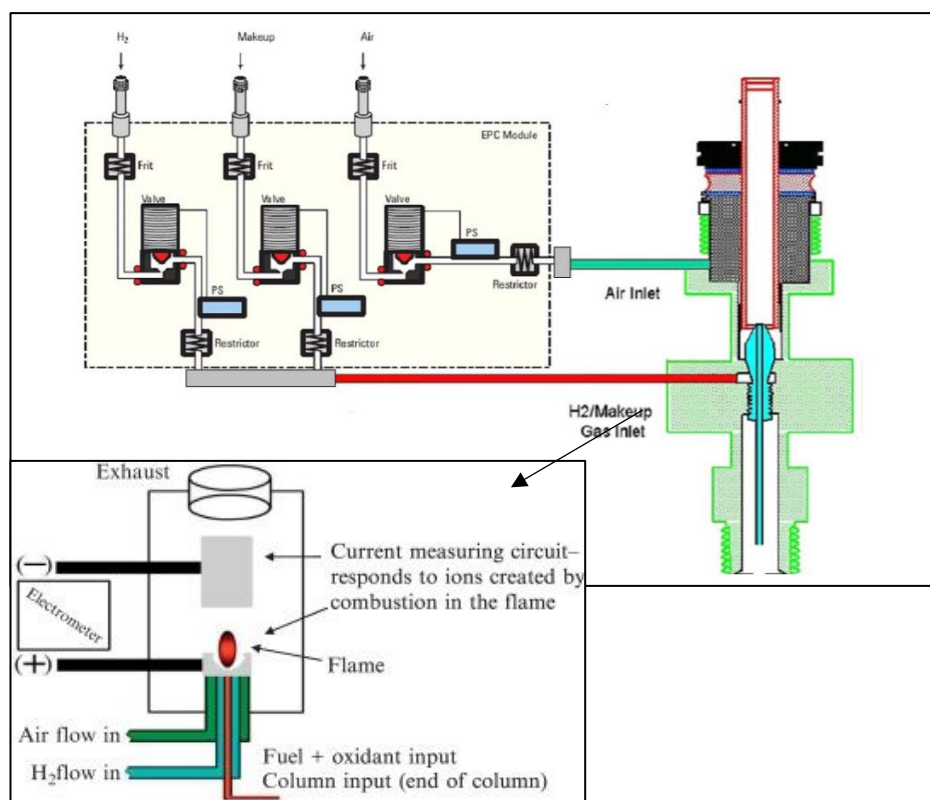 H2
Makeup
Air
EPC Module
Frit
Frit
Frit
Valve
Valve
Valve
PS
PS
PS
Restrictor
Restrictor
Restrictor
Air Inlet
H2/Makeup
Gas Inlet
Exhaust
Current measuring circuit–
responds to ions created by
combustion in the flame
(—)
Electrometer
(+)
Flame
Air flow in
H2flow in
Fuel + oxidant input
Column input (end of column)